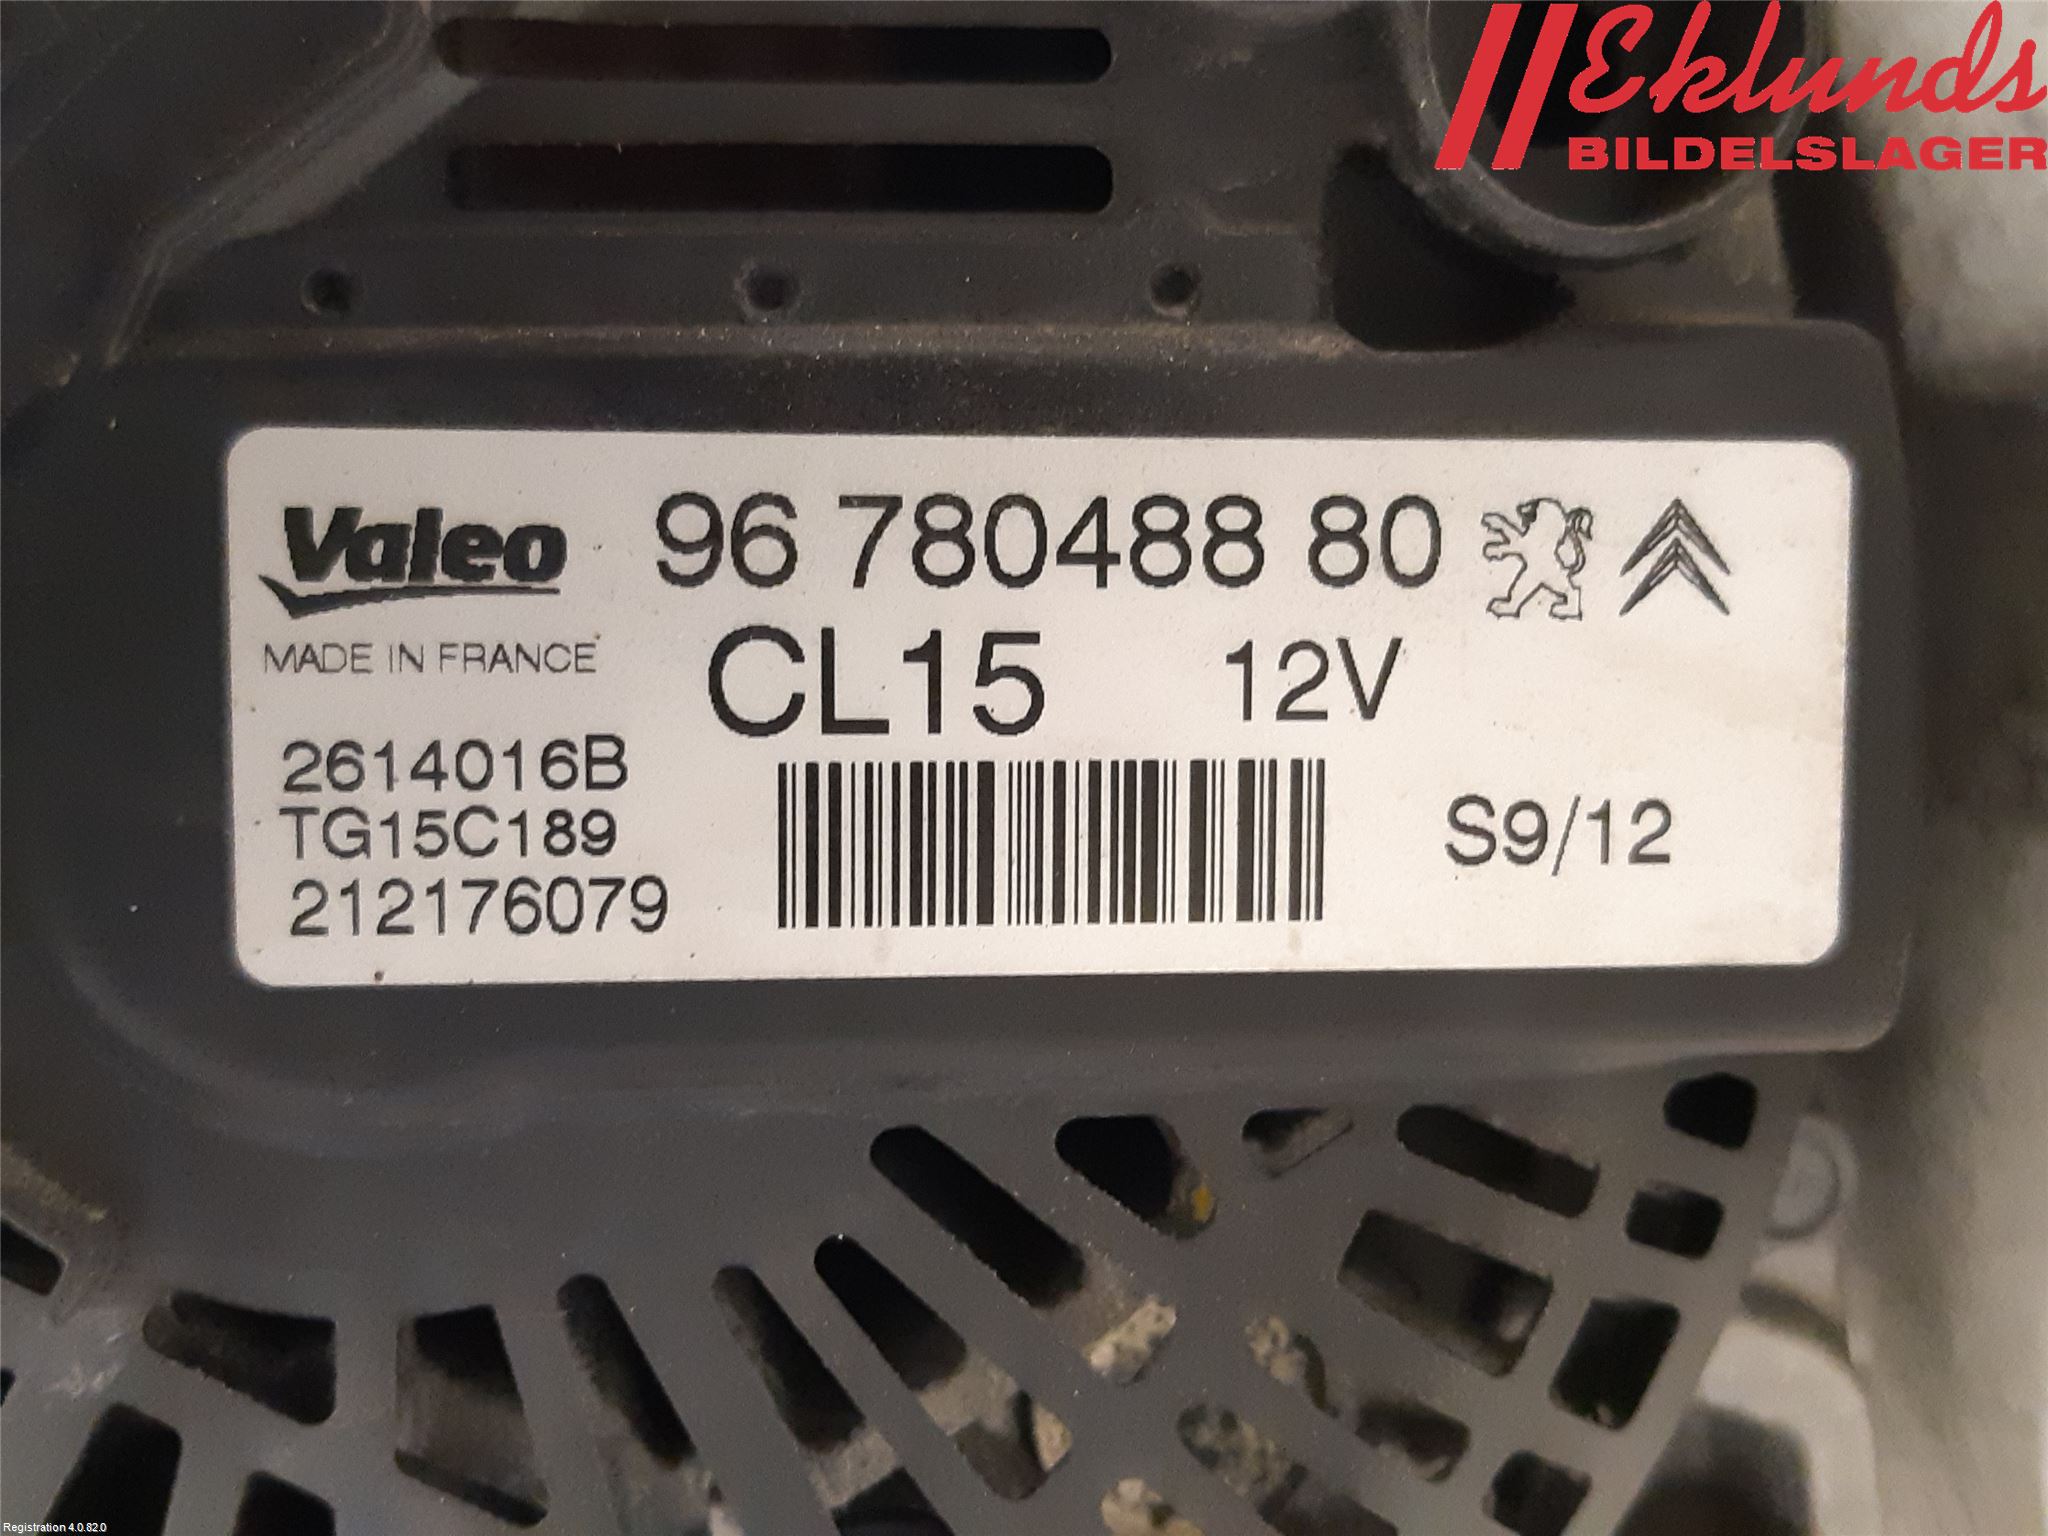 Eklunds
BILDELSLAGER
Valeo 96 780488 80
MADE IN FRANCE CL15 12V
2614016B
TG15C189 S9/12
212176079
Registration 4.0.82.0